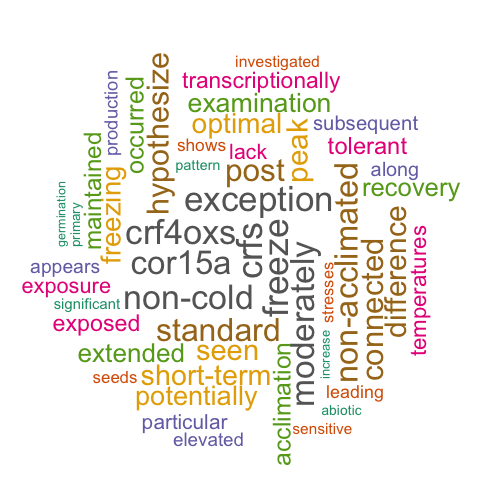 investigated
transcriptionally
examination
optimal
subsequent
shows
lack
tolerant
pattern
post
along
exception
recovery
production
occurred
hypothesize
peak
maintained
freezing
germination
primary
crf4oxs
crfs
cor15a
freeze
non-acclimated
connected
difference
temperatures
appears
exposure
non-cold
moderately
stresses
significant
exposed
standard
extended
seen
acclimation
increase
seeds
short-term
leading
potentially
abiotic
particular
sensitive
elevated